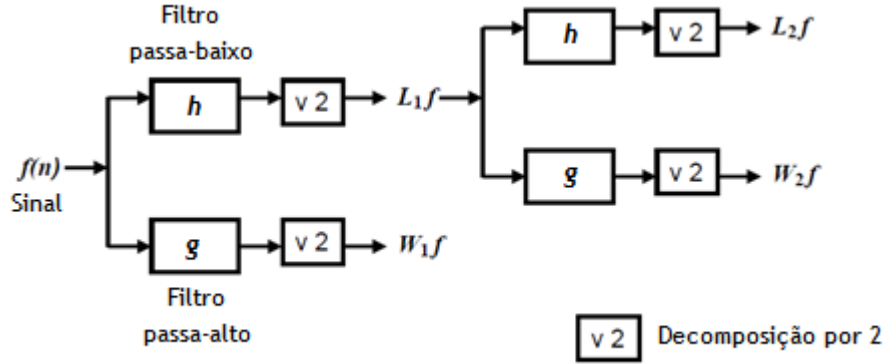 Filtro
passa-baixo
h
v 2
L₁f
h
v 2
L₂f
f(n)
Sinal
g
v 2
W₁f
g
v 2
W₂f
Filtro
passa-alto
v 2 Decomposição por 2